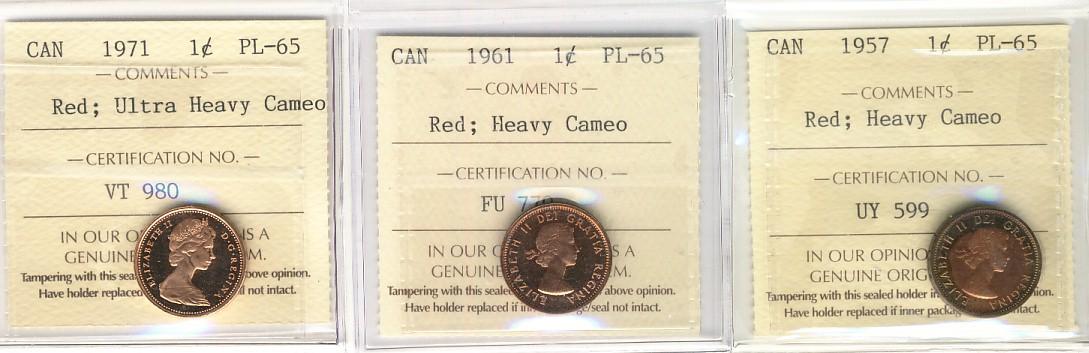 CAN 1971 1¢ PL-65
— COMMENTS —
Red; Ultra Heavy Cameo
— CERTIFICATION NO. —
VT 980
IN OUR S A
GENUINE M.
Tampering with this seal bove opinion.
Have holder replaced l not intact.
ELIZABETH II D·G·REGINA
CAN 1961 1¢ PL-65
— COMMENTS —
Red; Heavy Cameo
— CERTIFICATION NO. —
FU
IN OUR S A
GENUINE M.
Tampering with this sealed above opinion.
Have holder replaced if /seal not intact.
ELIZABETH II DEI GRATIA REGINA
CAN 1957 1¢ PL-65
— COMMENTS —
Red; Heavy Cameo
— CERTIFICATION NO. —
UY 599
IN OUR OPINIO
GENUINE ORIG
Tampering with this sealed holder nion.
Have holder replaced if inner ntact.
ELIZABETH II DEI GRATIA REGINA